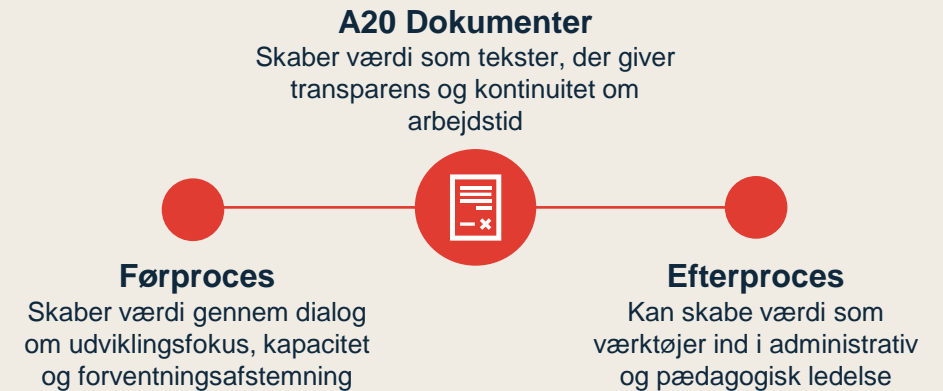 A20 Dokumenter
Skaber værdi som tekster, der giver
transparens og kontinuitet om
arbejdstid
Førproces
Skaber værdi gennem dialog
om udviklingsfokus, kapacitet
og forventningsafstemning
Efterproces
Kan skabe værdi som
værktøjer ind i administrativ
og pædagogisk ledelse